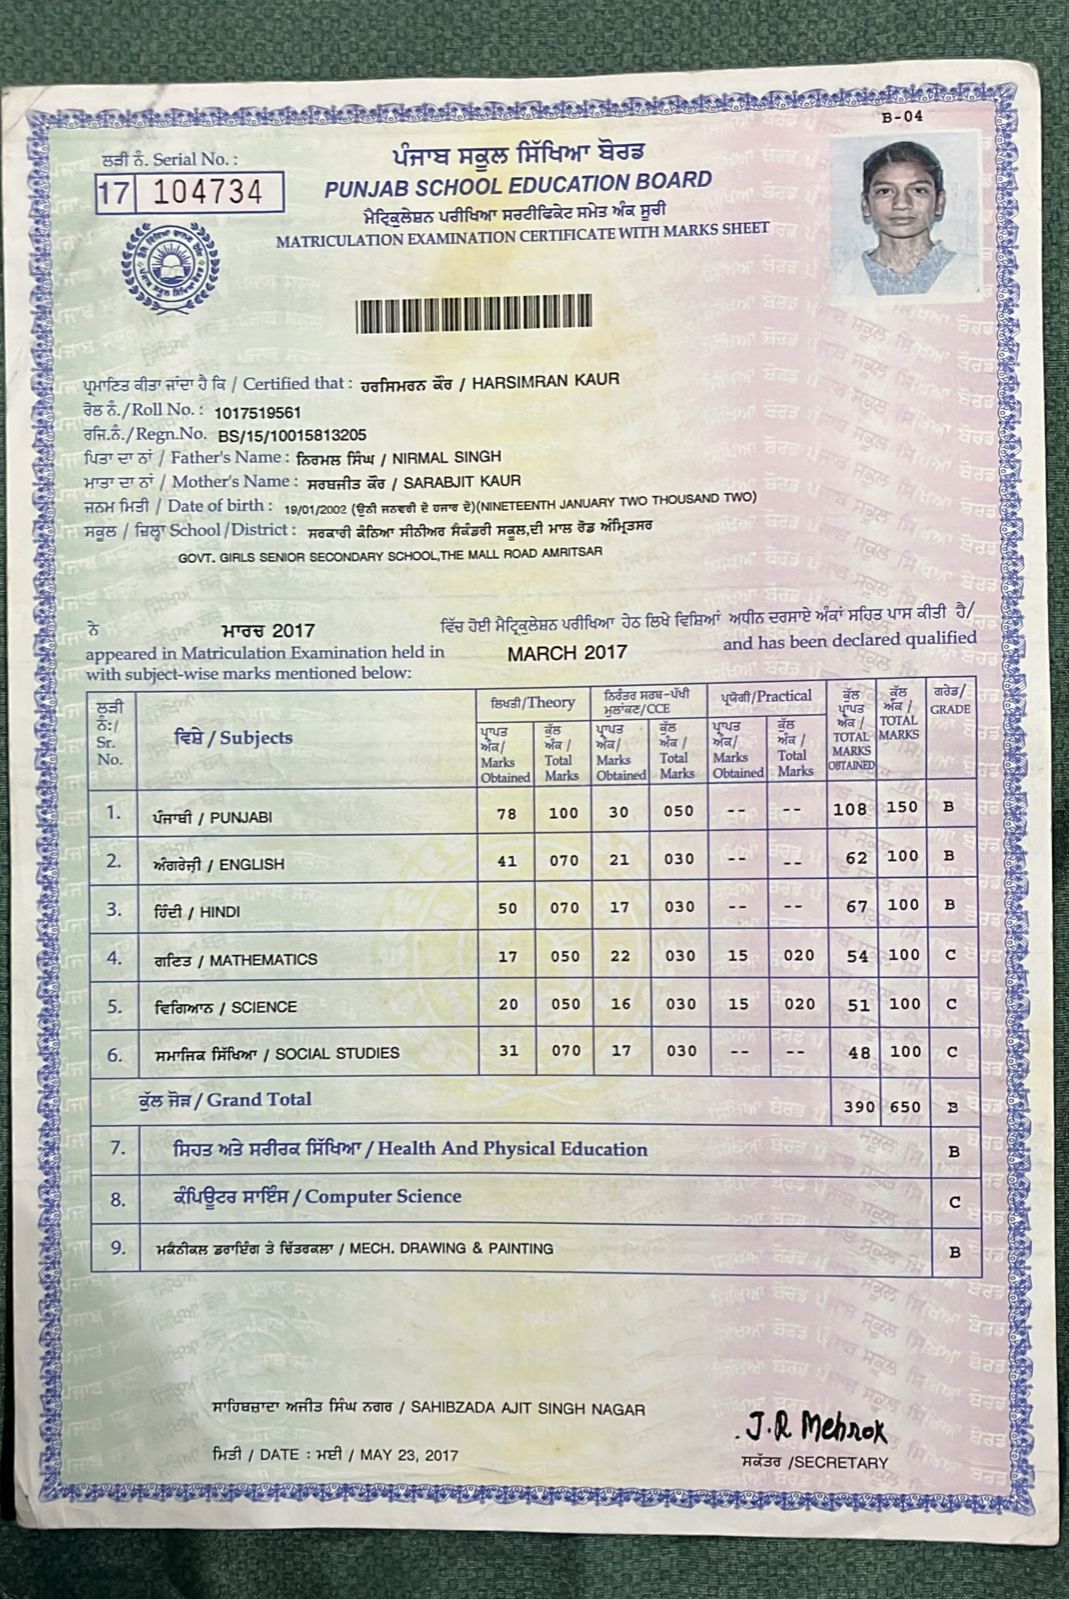 B-04
ਲੜੀ ਨੰ. Serial No. :
17 104734
ਪੰਜਾਬ ਸਕੂਲ ਸਿੱਖਿਆ ਬੋਰਡ
PUNJAB SCHOOL EDUCATION BOARD
ਮੈਟ੍ਰਿਕੁਲੇਸ਼ਨ ਪਰੀਖਿਆ ਸਰਟੀਫਿਕੇਟ ਸਮੇਤ ਅੰਕ ਸੂਚੀ
MATRICULATION EXAMINATION CERTIFICATE WITH MARKS SHEET
ਪ੍ਰਮਾਣਿਤ ਕੀਤਾ ਜਾਂਦਾ ਹੈ ਕਿ / Certified that : ਹਰਸਿਮਰਨ ਕੌਰ / HARSIMRAN KAUR
ਰੋਲ ਨੰ./Roll No. : 1017519561
ਰਜਿ.ਨੰ./Regn.No. BS/15/10015813205
ਪਿਤਾ ਦਾ ਨਾਂ / Father's Name : ਨਿਰਮਲ ਸਿੰਘ / NIRMAL SINGH
ਮਾਤਾ ਦਾ ਨਾਂ / Mother's Name : ਸਰਬਜੀਤ ਕੌਰ / SARABJIT KAUR
ਜਨਮ ਮਿਤੀ / Date of birth : 19/01/2002 (ਉਨੀ ਜਨਵਰੀ ਦੋ ਹਜਾਰ ਦੋ)(NINETEENTH JANUARY TWO THOUSAND TWO)
ਸਕੂਲ / ਜ਼ਿਲ੍ਹਾ School/District : ਸਰਕਾਰੀ ਕੰਨਿਆ ਸੀਨੀਅਰ ਸੈਕੰਡਰੀ ਸਕੂਲ,ਦੀ ਮਾਲ ਰੋਡ ਅੰਮ੍ਰਿਤਸਰ
GOVT. GIRLS SENIOR SECONDARY SCHOOL,THE MALL ROAD AMRITSAR
ਨੇ ਮਾਰਚ 2017 ਵਿੱਚ ਹੋਈ ਮੈਟ੍ਰਿਕੁਲੇਸ਼ਨ ਪਰੀਖਿਆ ਹੇਠ ਲਿਖੇ ਵਿਸ਼ਿਆਂ ਅਧੀਨ ਦਰਸਾਏ ਅੰਕਾਂ ਸਹਿਤ ਪਾਸ ਕੀਤੀ ਹੈ/
appeared in Matriculation Examination held in MARCH 2017 and has been declared qualified
with subject-wise marks mentioned below:
ਲੜੀ ਨੰ:/ Sr. No. ਵਿਸ਼ੇ / Subjects ਲਿਖਤੀ/Theory ਨਿਰੰਤਰ ਸਰਬ-ਪੱਖੀ ਮੁਲਾਂਕਣ/CCE ਪ੍ਰਯੋਗੀ/Practical ਕੁੱਲ ਪ੍ਰਾਪਤ ਅੰਕ / TOTAL MARKS OBTAINED ਕੁੱਲ ਅੰਕ / TOTAL MARKS ਗਰੇਡ/ GRADE
ਪ੍ਰਾਪਤ ਅੰਕ/ Marks Obtained ਕੁੱਲ ਅੰਕ / Total Marks ਪ੍ਰਾਪਤ ਅੰਕ/ Marks Obtained ਕੁੱਲ ਅੰਕ / Total Marks ਪ੍ਰਾਪਤ ਅੰਕ/ Marks Obtained ਕੁੱਲ ਅੰਕ / Total Marks
1. ਪੰਜਾਬੀ / PUNJABI 78 100 30 050 -- -- 108 150 B
2. ਅੰਗਰੇਜ਼ੀ / ENGLISH 41 070 21 030 -- -- 62 100 B
3. ਹਿੰਦੀ / HINDI 50 070 17 030 -- -- 67 100 B
4. ਗਣਿਤ / MATHEMATICS 17 050 22 030 15 020 54 100 C
5. ਵਿਗਿਆਨ / SCIENCE 20 050 16 030 15 020 51 100 C
6. ਸਮਾਜਿਕ ਸਿੱਖਿਆ / SOCIAL STUDIES 31 070 17 030 -- -- 48 100 C
ਕੁੱਲ ਜੋੜ / Grand Total 390 650 B
7. ਸਿਹਤ ਅਤੇ ਸਰੀਰਕ ਸਿੱਖਿਆ / Health And Physical Education B
8. ਕੰਪਿਊਟਰ ਸਾਇੰਸ / Computer Science C
9. ਮਕੈਨੀਕਲ ਡਰਾਇੰਗ ਤੇ ਚਿੱਤਰਕਲਾ / MECH. DRAWING & PAINTING B
ਸਾਹਿਬਜ਼ਾਦਾ ਅਜੀਤ ਸਿੰਘ ਨਗਰ / SAHIBZADA AJIT SINGH NAGAR
J.R Mehrok
ਮਿਤੀ / DATE : ਮਈ / MAY 23, 2017
ਸਕੱਤਰ /SECRETARY